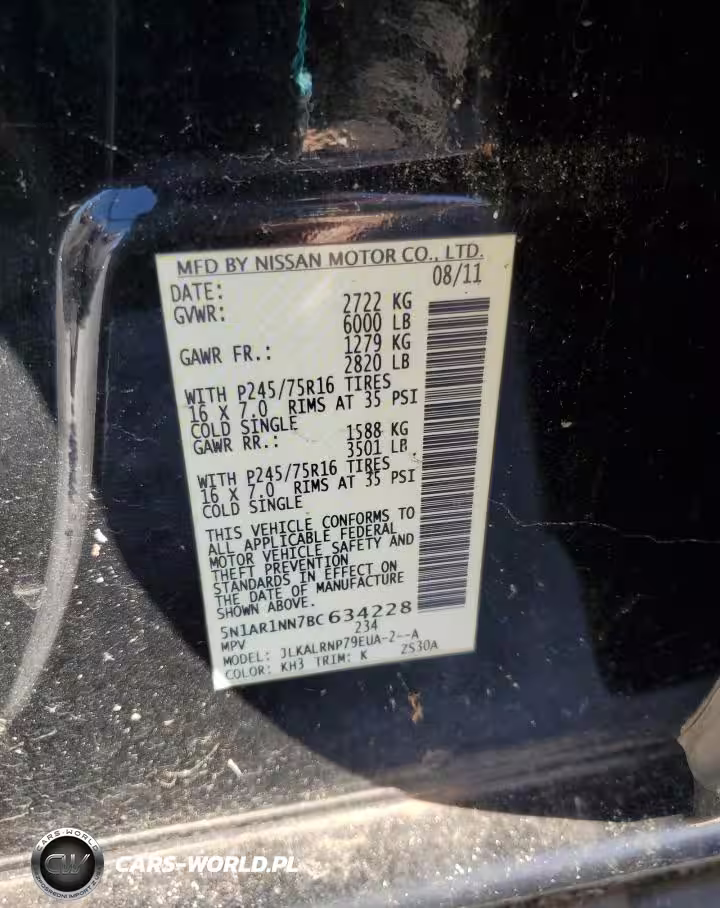 MFD BY NISSAN MOTOR CO., LTD.
DATE: 08/11
GVWR: 2722 KG
6000 LB
GAWR FR.: 1279 KG
2820 LB
WITH P245/75R16 TIRES
16 X 7.0 RIMS AT 35 PSI
COLD SINGLE
GAWR RR.: 1588 KG
3501 LB
WITH P245/75R16 TIRES
16 X 7.0 RIMS AT 35 PSI
COLD SINGLE
THIS VEHICLE CONFORMS TO
ALL APPLICABLE FEDERAL
MOTOR VEHICLE SAFETY AND
THEFT PREVENTION
STANDARDS IN EFFECT ON
THE DATE OF MANUFACTURE
SHOWN ABOVE.
5N1AR1NN7BC634228
MPV 234
MODEL: JLKALRNP79EUA-2--A
COLOR: KH3 TRIM: K ZS30A
CARS-WORLD
CW
CARS-WORLD.PL